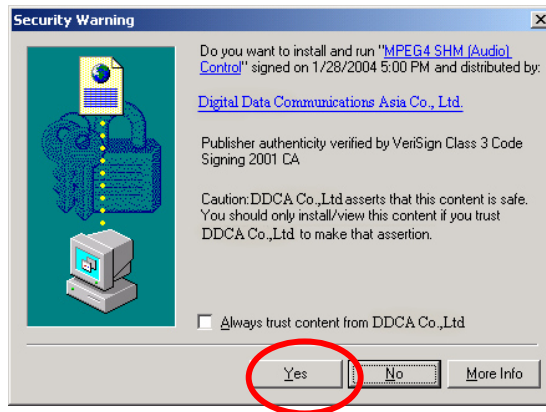 Security Warning
Do you want to install and run "MPEG4 SHM (Audio)
Control" signed on 1/28/2004 5:00 PM and distributed by:
Digital Data Communications Asia Co., Ltd.
Publisher authenticity verified by VeriSign Class 3 Code
Signing 2001 CA
Caution:DDCA Co.,Ltd asserts that this content is safe.
You should only install/view this content if you trust
DDCA Co.,Ltd to make that assertion.
Always trust content from DDCA Co.,Ltd
Yes No More Info